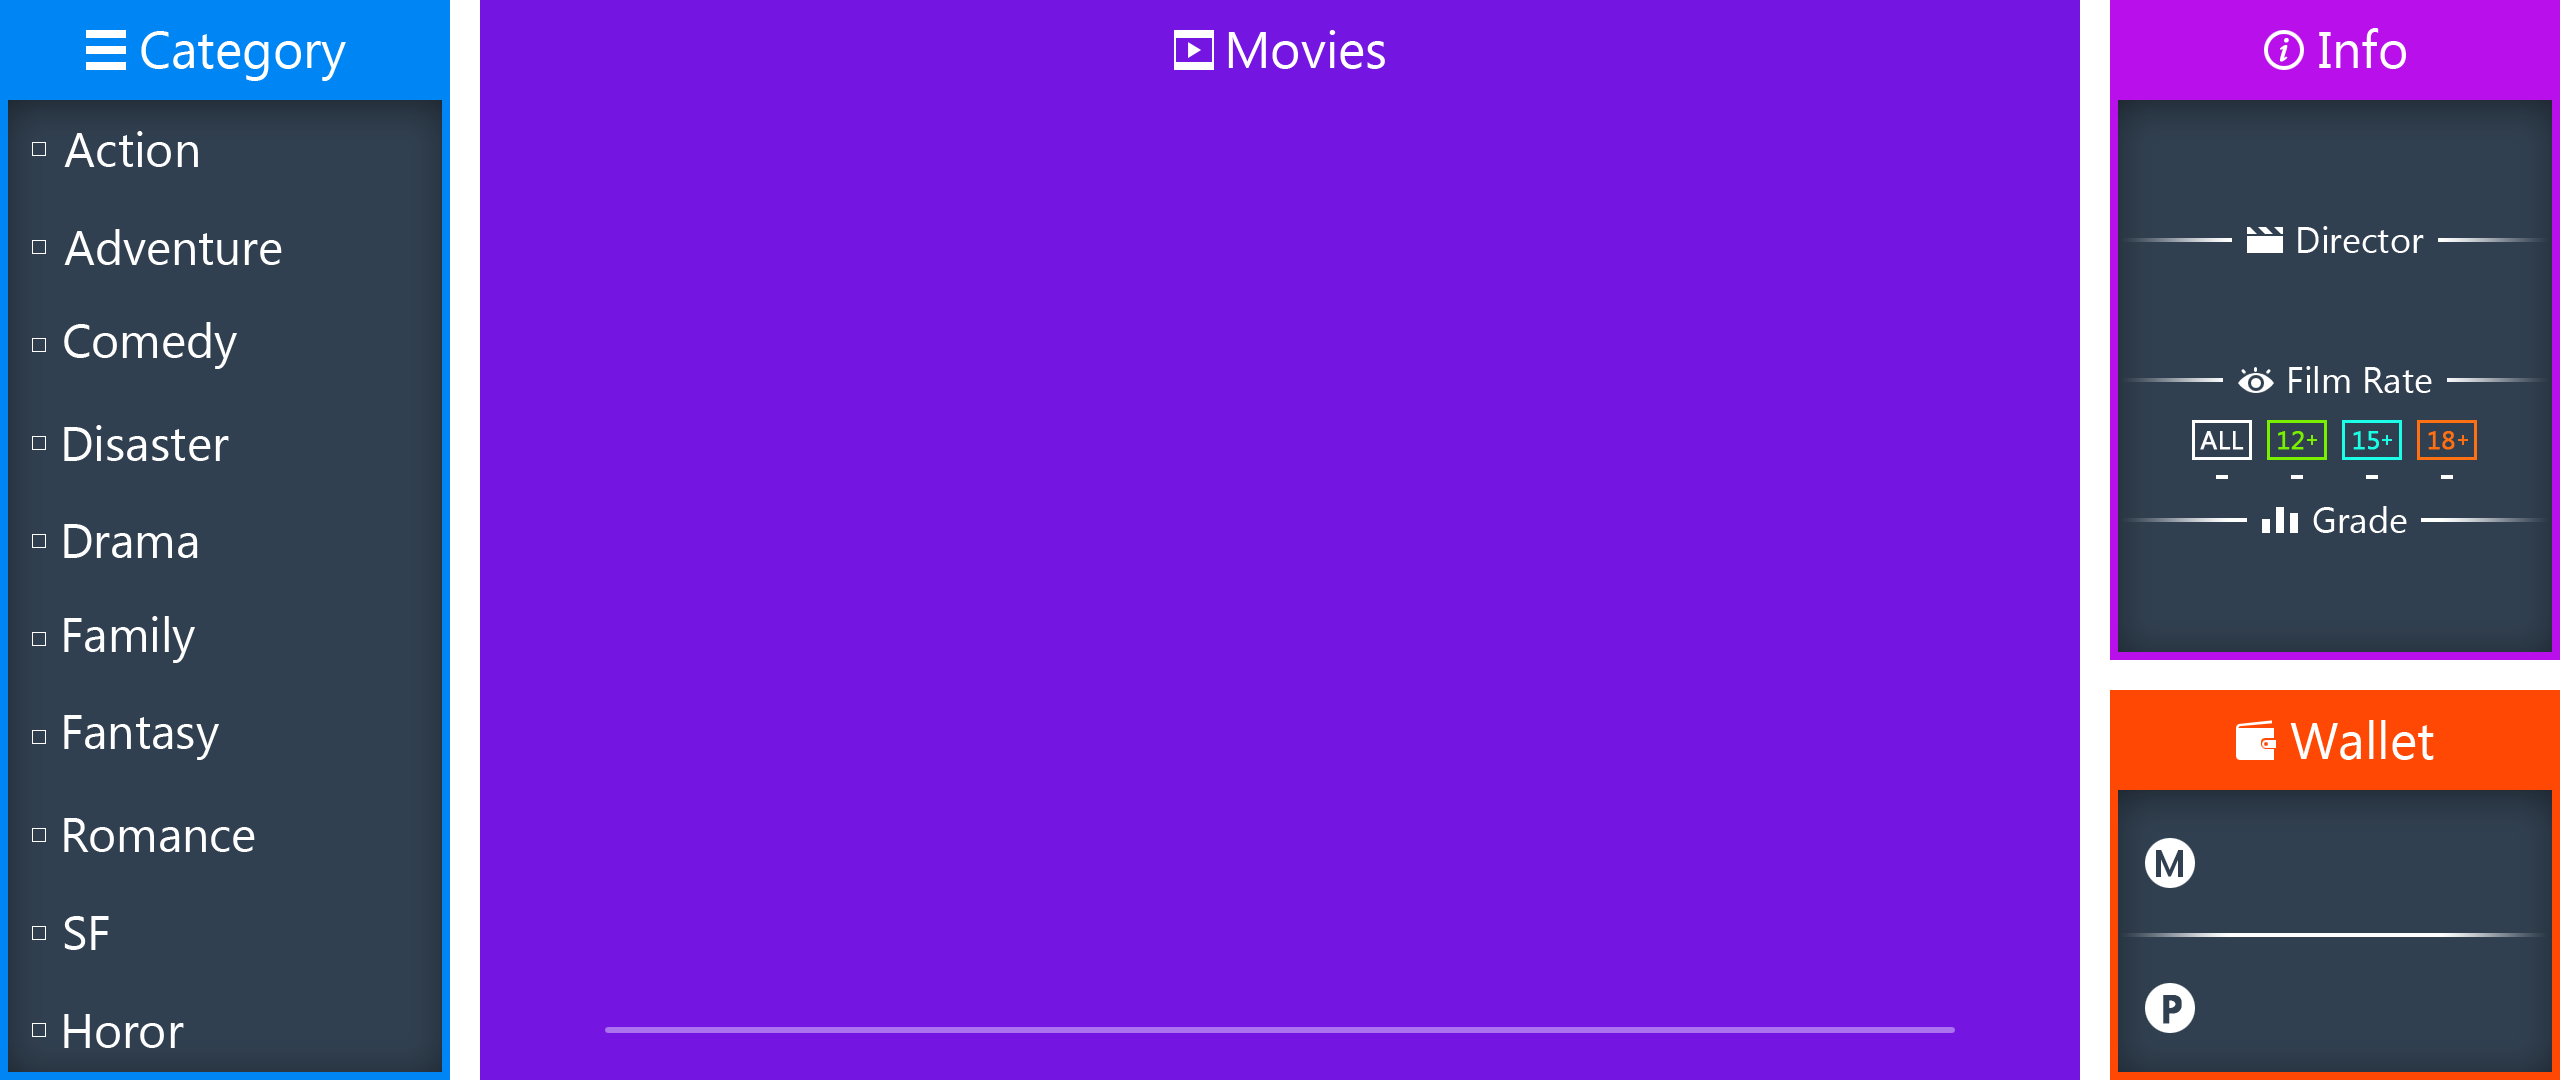 Category
Action
Adventure
Comedy
Disaster
Drama
Family
Fantasy
Romance
SF
Horor
Movies
Info
Director
Film Rate
ALL 12+ 15+ 18+
- - - -
Grade
Wallet
M
P